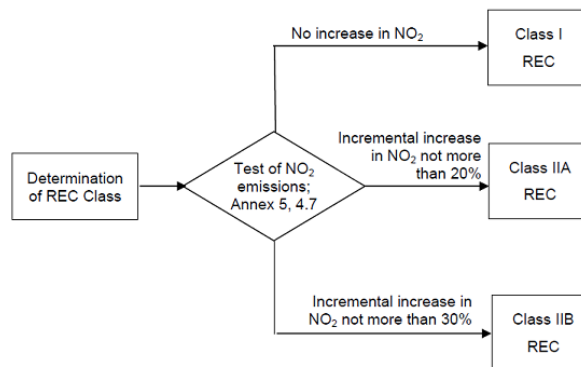 No increase in NO₂
Class I
REC
Incremental increase
in NO₂ not more
than 20%
Determination
of REC Class
Test of NO₂
emissions;
Annex 5, 4.7
Class IIA
REC
Incremental increase in
NO₂ not more than 30%
Class IIB
REC